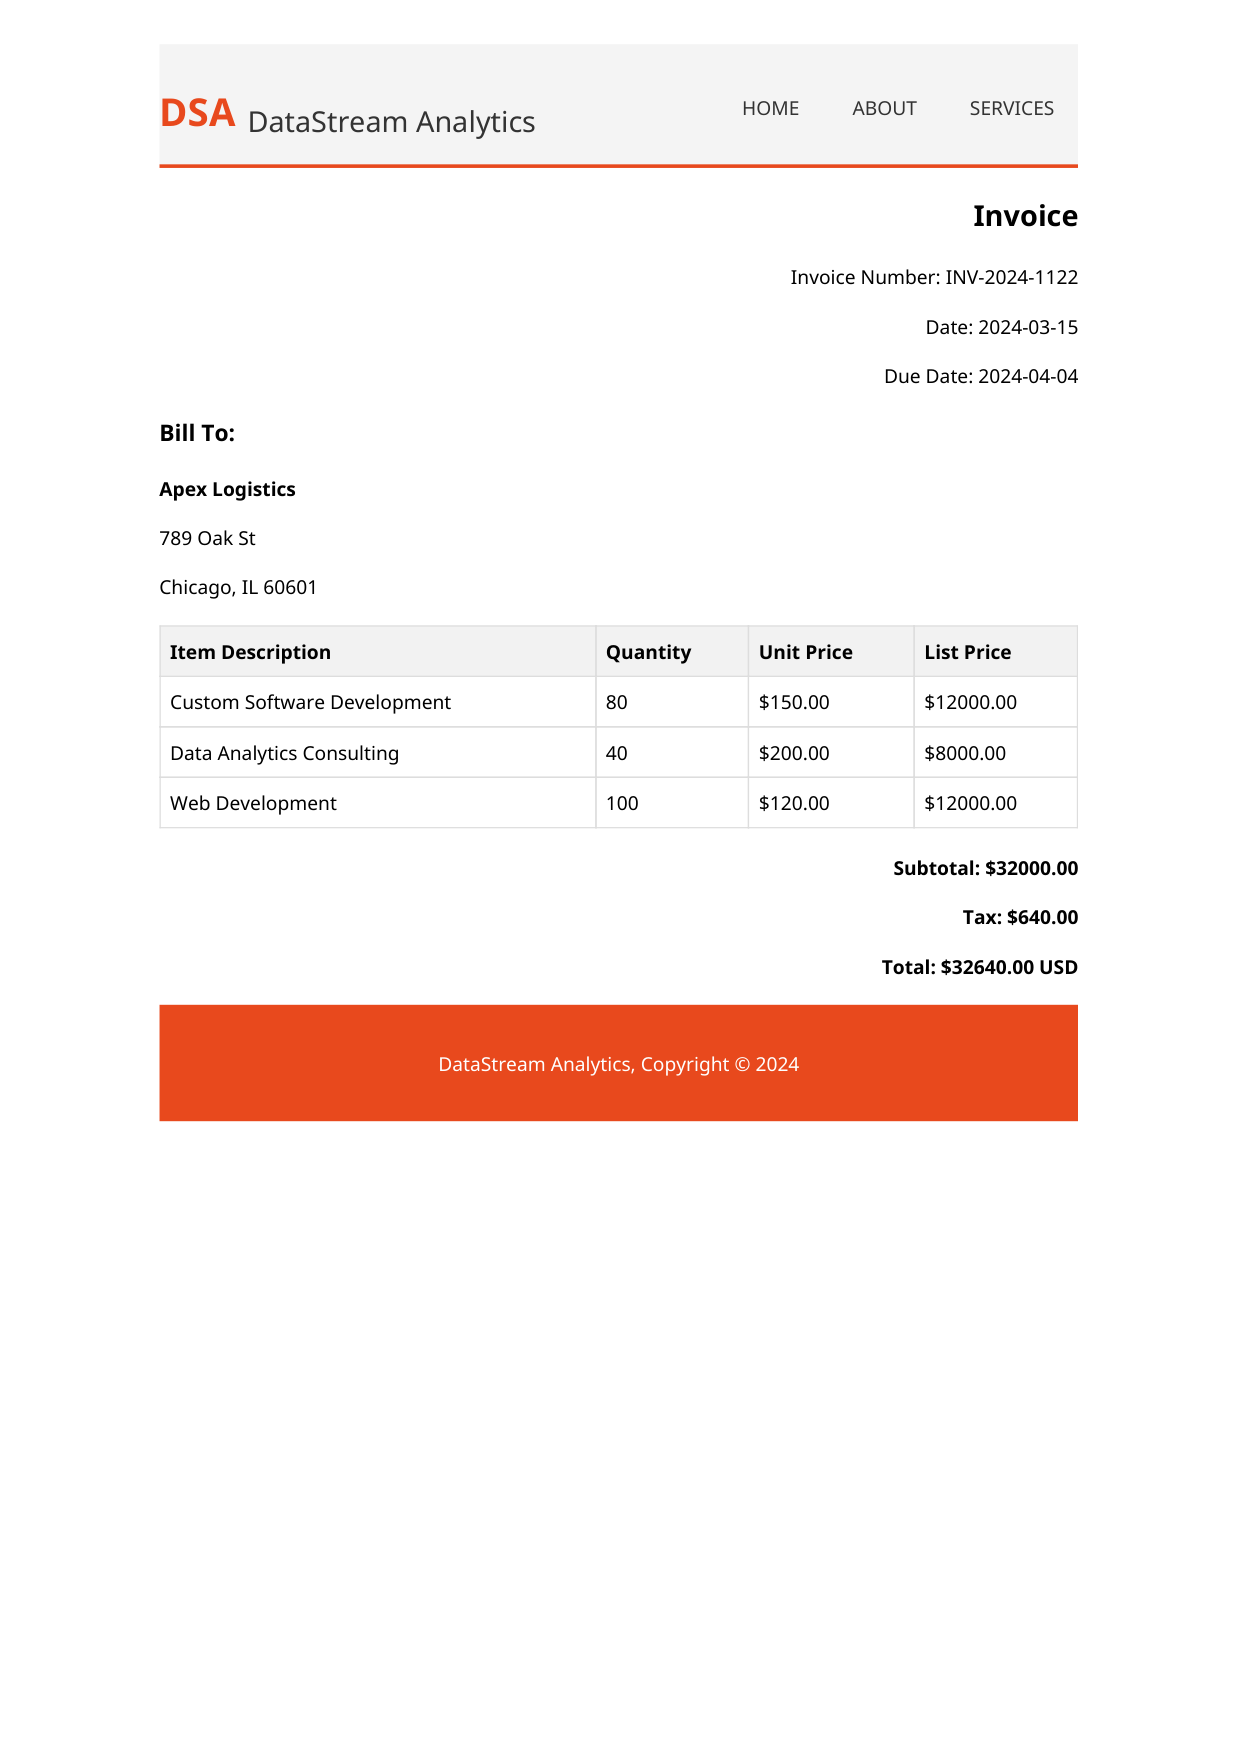 DSA DataStream Analytics HOME ABOUT SERVICES
Invoice
Invoice Number: INV-2024-1122
Date: 2024-03-15
Due Date: 2024-04-04
Bill To:
Apex Logistics
789 Oak St
Chicago, IL 60601
Item Description Quantity Unit Price List Price
Custom Software Development 80 $150.00 $12000.00
Data Analytics Consulting 40 $200.00 $8000.00
Web Development 100 $120.00 $12000.00
Subtotal: $32000.00
Tax: $640.00
Total: $32640.00 USD
DataStream Analytics, Copyright © 2024